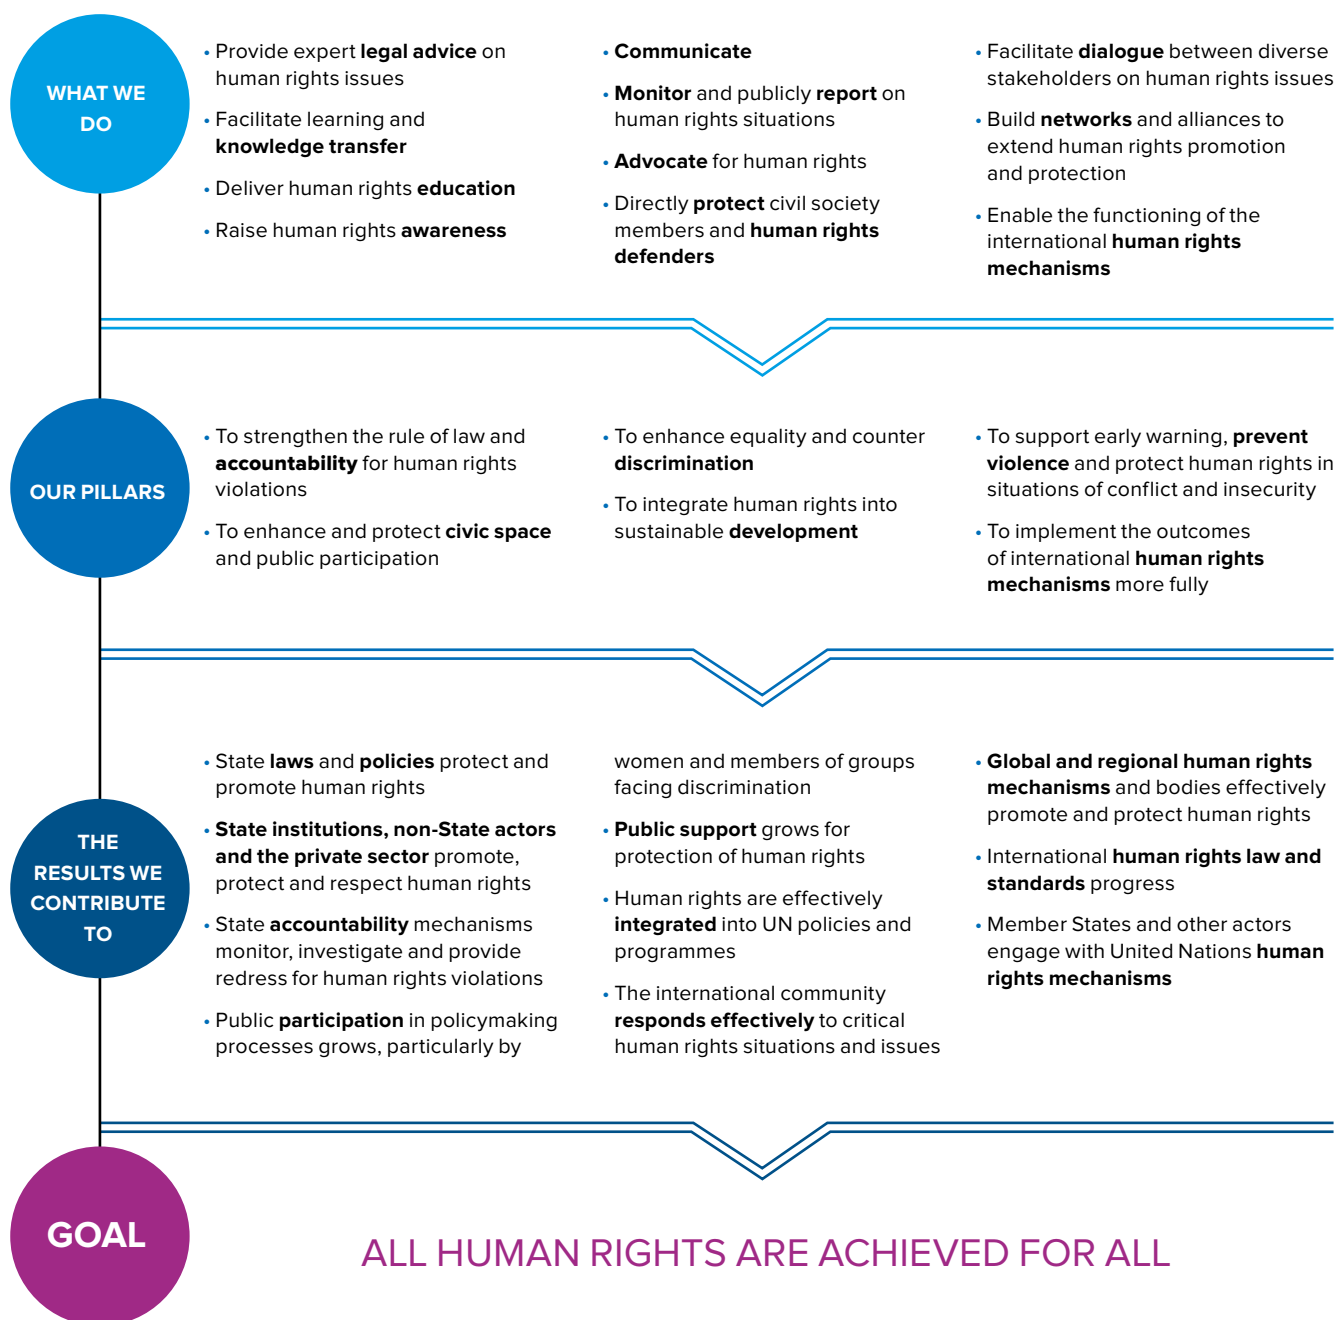 WHAT WE
DO
• Provide expert legal advice on
human rights issues
• Facilitate learning and
knowledge transfer
• Deliver human rights education
• Raise human rights awareness
• Communicate
• Monitor and publicly report on
human rights situations
• Advocate for human rights
• Directly protect civil society
members and human rights
defenders
• Facilitate dialogue between diverse
stakeholders on human rights issues
• Build networks and alliances to
extend human rights promotion
and protection
• Enable the functioning of the
international human rights
mechanisms
OUR PILLARS
• To strengthen the rule of law and
accountability for human rights
violations
• To enhance and protect civic space
and public participation
• To enhance equality and counter
discrimination
• To integrate human rights into
sustainable development
• To support early warning, prevent
violence and protect human rights in
situations of conflict and insecurity
• To implement the outcomes
of international human rights
mechanisms more fully
THE
RESULTS WE
CONTRIBUTE
TO
• State laws and policies protect and
promote human rights
• State institutions, non-State actors
and the private sector promote,
protect and respect human rights
• State accountability mechanisms
monitor, investigate and provide
redress for human rights violations
• Public participation in policymaking
processes grows, particularly by
women and members of groups
facing discrimination
• Public support grows for
protection of human rights
• Human rights are effectively
integrated into UN policies and
programmes
• The international community
responds effectively to critical
human rights situations and issues
• Global and regional human rights
mechanisms and bodies effectively
promote and protect human rights
• International human rights law and
standards progress
• Member States and other actors
engage with United Nations human
rights mechanisms
GOAL
ALL HUMAN RIGHTS ARE ACHIEVED FOR ALL